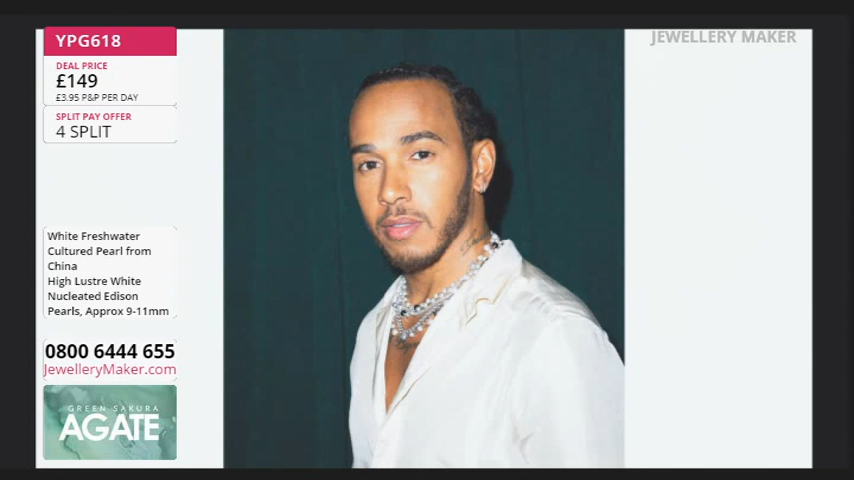 YPG618
DEAL PRICE
£149
£3.95 P&P PER DAY
SPLIT PAY OFFER
4 SPLIT
White Freshwater
Cultured Pearl from
China
High Lustre White
Nucleated Edison
Pearls, Approx 9-11mm
0800 6444 655
JewelleryMaker.com
GREEN SAKURA
AGATE
JEWELLERY MAKER